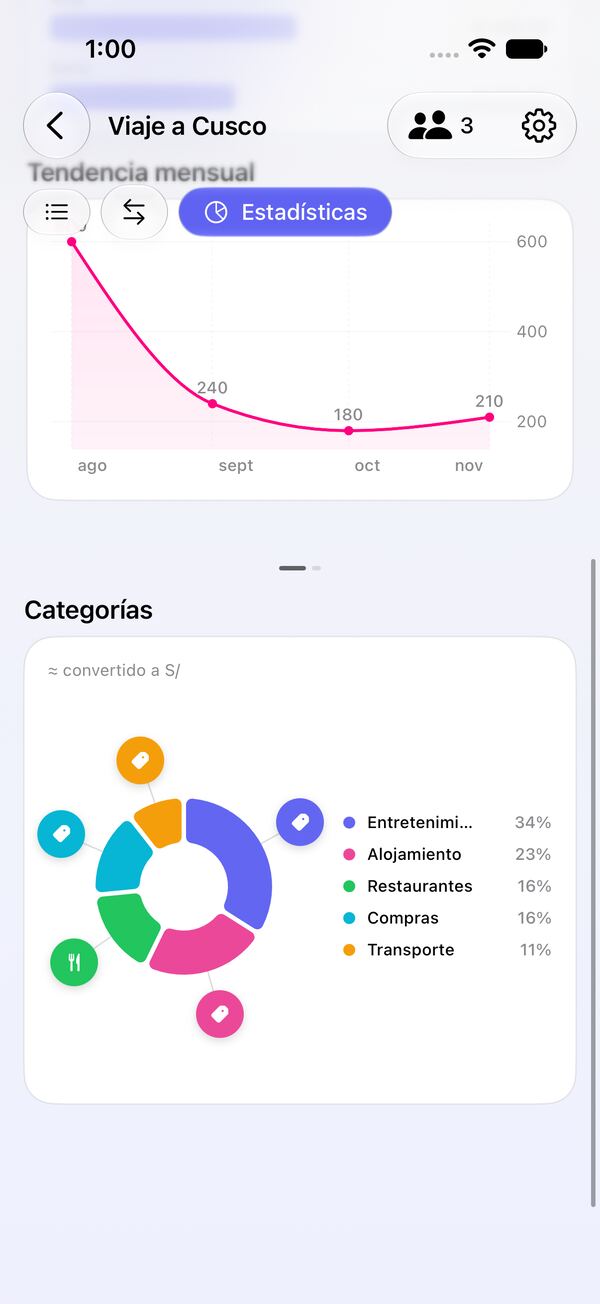 1:00
Viaje a Cusco
3
Tendencia mensual
Estadísticas
600
400
240
210
180
200
ago sept oct nov
Categorías
≈ convertido a S/
Entretenimi... 34%
Alojamiento 23%
Restaurantes 16%
Compras 16%
Transporte 11%